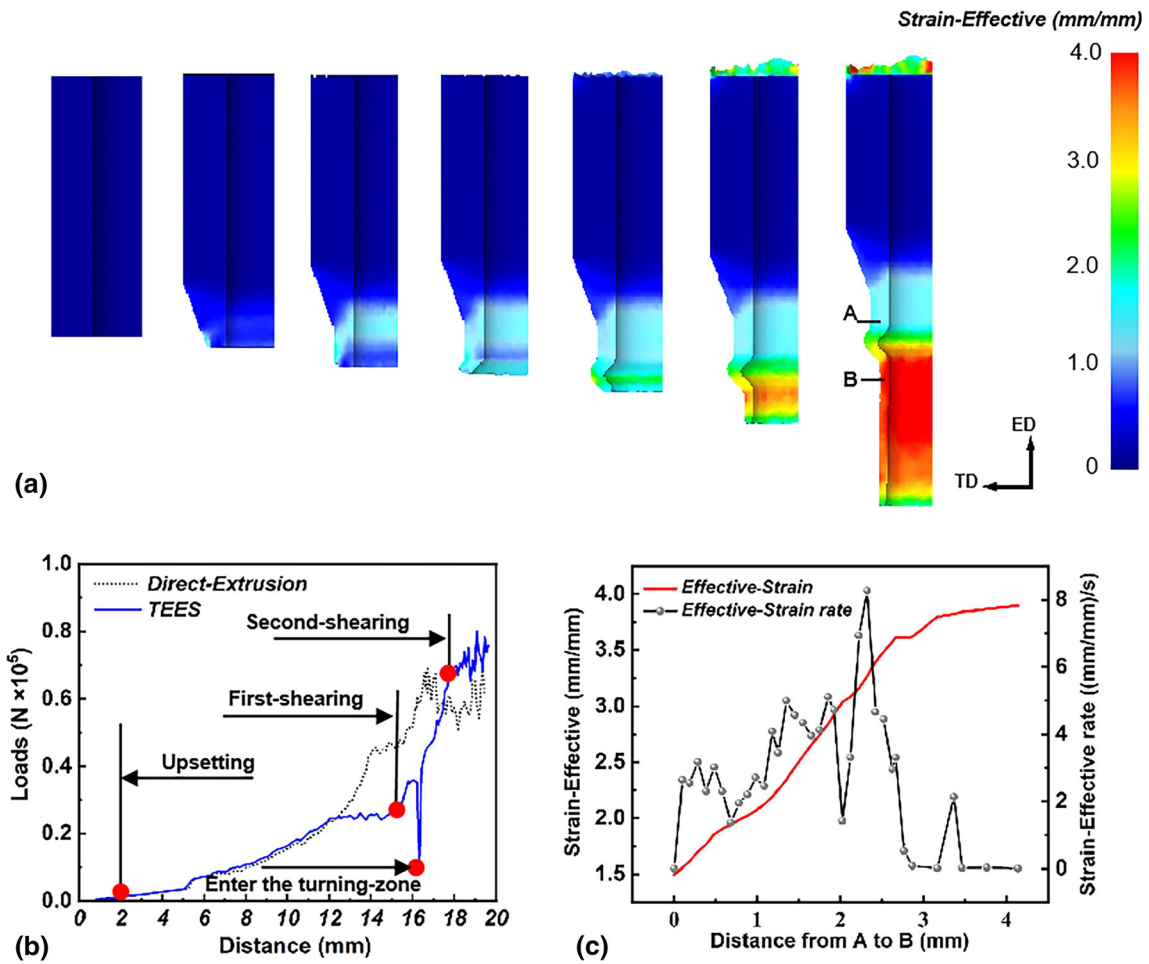 Strain-Effective (mm/mm)
4.0
3.0
2.0
1.0
0
A
B
ED
TD
(a)
1.0
0.8
0.6
0.4
0.2
0.0
Loads (N ×10⁵)
Direct-Extrusion
TEES
Second-shearing
First-shearing
Upsetting
Enter the turning-zone
0 2 4 6 8 10 12 14 16 18 20
Distance (mm)
(b)
4.0
3.5
3.0
2.5
2.0
1.5
Strain-Effective (mm/mm)
Effective-Strain
Effective-Strain rate
8
6
4
2
0
Strain-Effective rate ((mm/mm)/s)
0 1 2 3 4
Distance from A to B (mm)
(c)